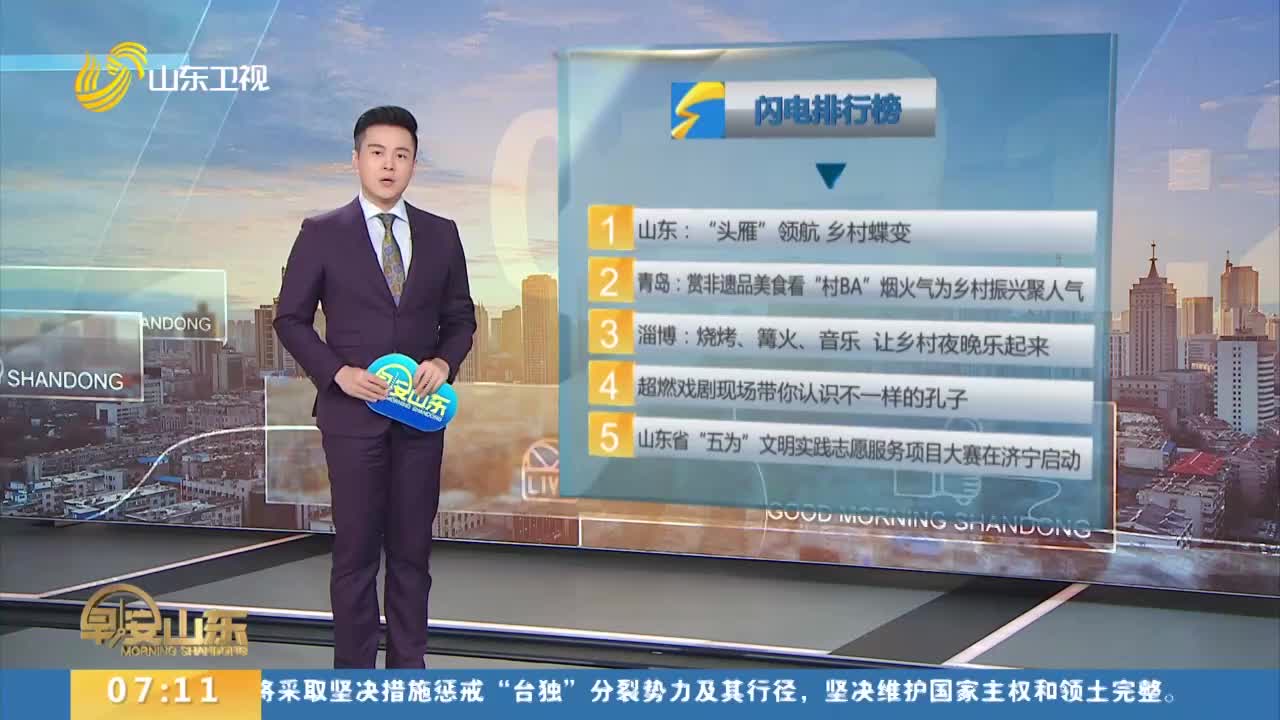 山东卫视
闪电排行榜
1 山东：“头雁”领航 乡村蝶变
2 青岛：赏非遗品美食看“村BA”烟火气为乡村振兴聚人气
3 淄博：烧烤、篝火、音乐 让乡村夜晚乐起来
4 超燃戏剧现场带你认识不一样的孔子
5 山东省“五为”文明实践志愿服务项目大赛在济宁启动
ANDONG
SHANDONG
早安山东
MORNING SHANDONG
LIV
GOOD MORNING SHANDONG
早安山东
MORNING SHANDONG
07:11
将采取坚决措施惩戒“台独”分裂势力及其行径，坚决维护国家主权和领土完整。